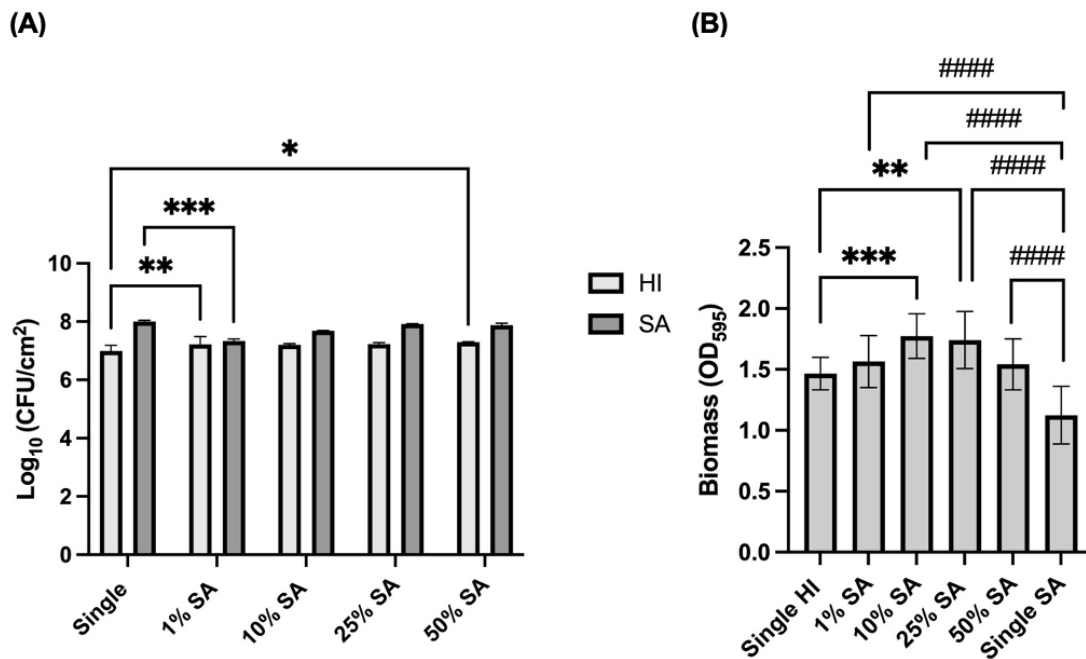 (A)
*
***
**
10
8
6
4
2
0
Log10 (CFU/cm2)
Single
1% SA
10% SA
25% SA
50% SA
HI
SA
(B)
####
####
**
####
***
####
2.5
2.0
1.5
1.0
0.5
0.0
Biomass (OD595)
Single HI
1% SA
10% SA
25% SA
50% SA
Single SA